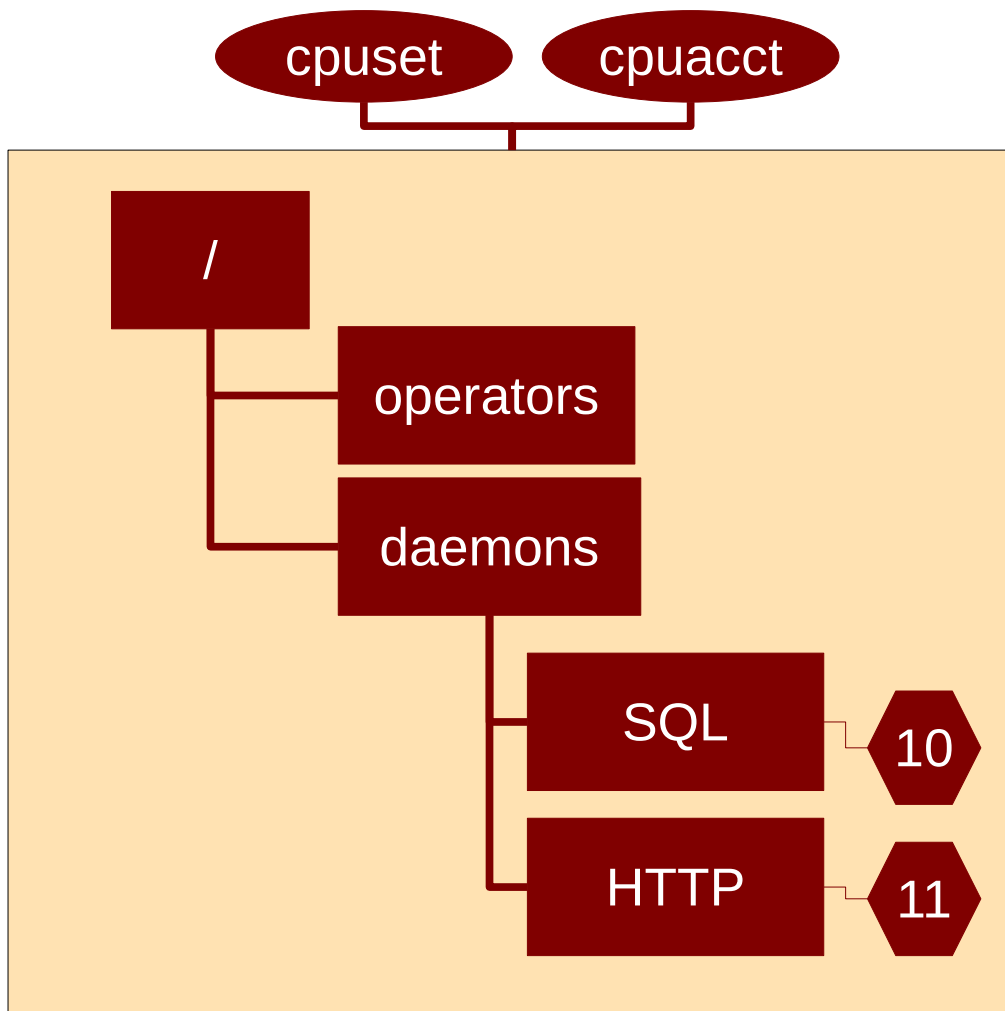 cpuset
cpuacct
/
operators
daemons
SQL
10
HTTP
11